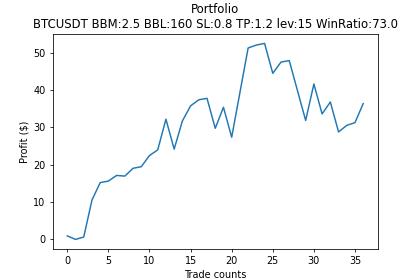 Portfolio
BTCUSDT BBM:2.5 BBL:160 SL:0.8 TP:1.2 lev:15 WinRatio:73.0
50
40
30
20
10
0
Profit ($)
0 5 10 15 20 25 30 35
Trade counts